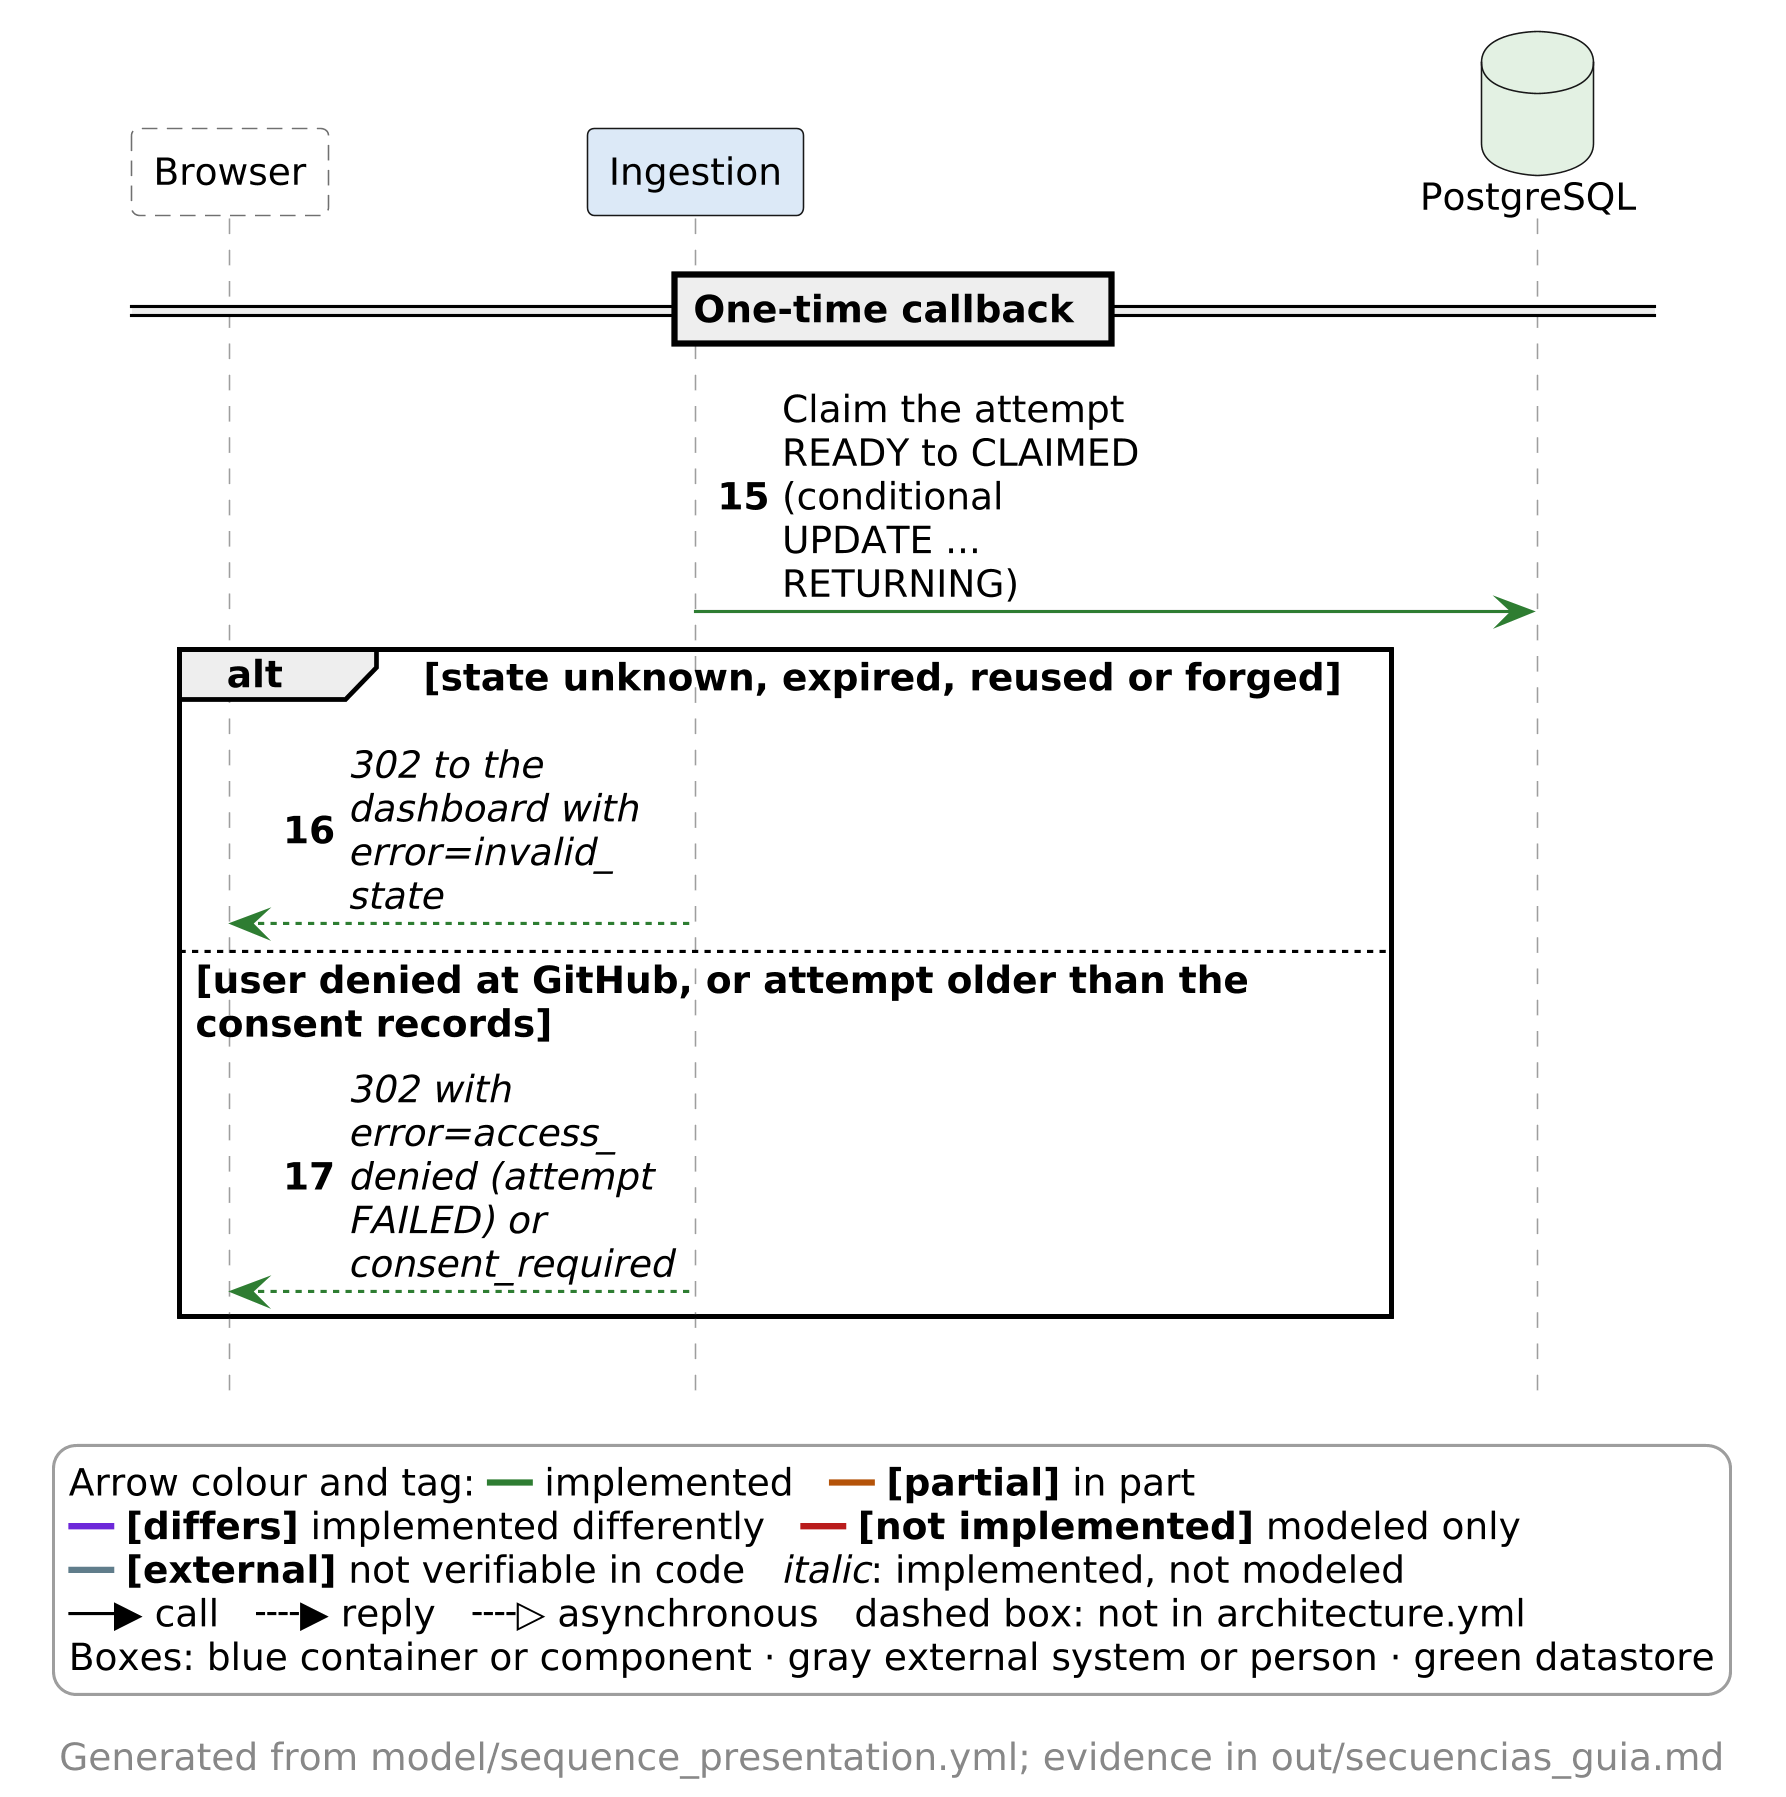 Browser
Ingestion
PostgreSQL
One-time callback
Claim the attempt
READY to CLAIMED
15 (conditional
UPDATE ...
RETURNING)
alt [state unknown, expired, reused or forged]
302 to the
dashboard with
16
error=invalid_
state
[user denied at GitHub, or attempt older than the
consent records]
302 with
error=access_
17 denied (attempt
FAILED) or
consent_required
Arrow colour and tag: implemented [partial] in part
[differs] implemented differently [not implemented] modeled only
[external] not verifiable in code italic: implemented, not modeled
call reply asynchronous dashed box: not in architecture.yml
Boxes: blue container or component · gray external system or person · green datastore
Generated from model/sequence_presentation.yml; evidence in out/secuencias_guia.md